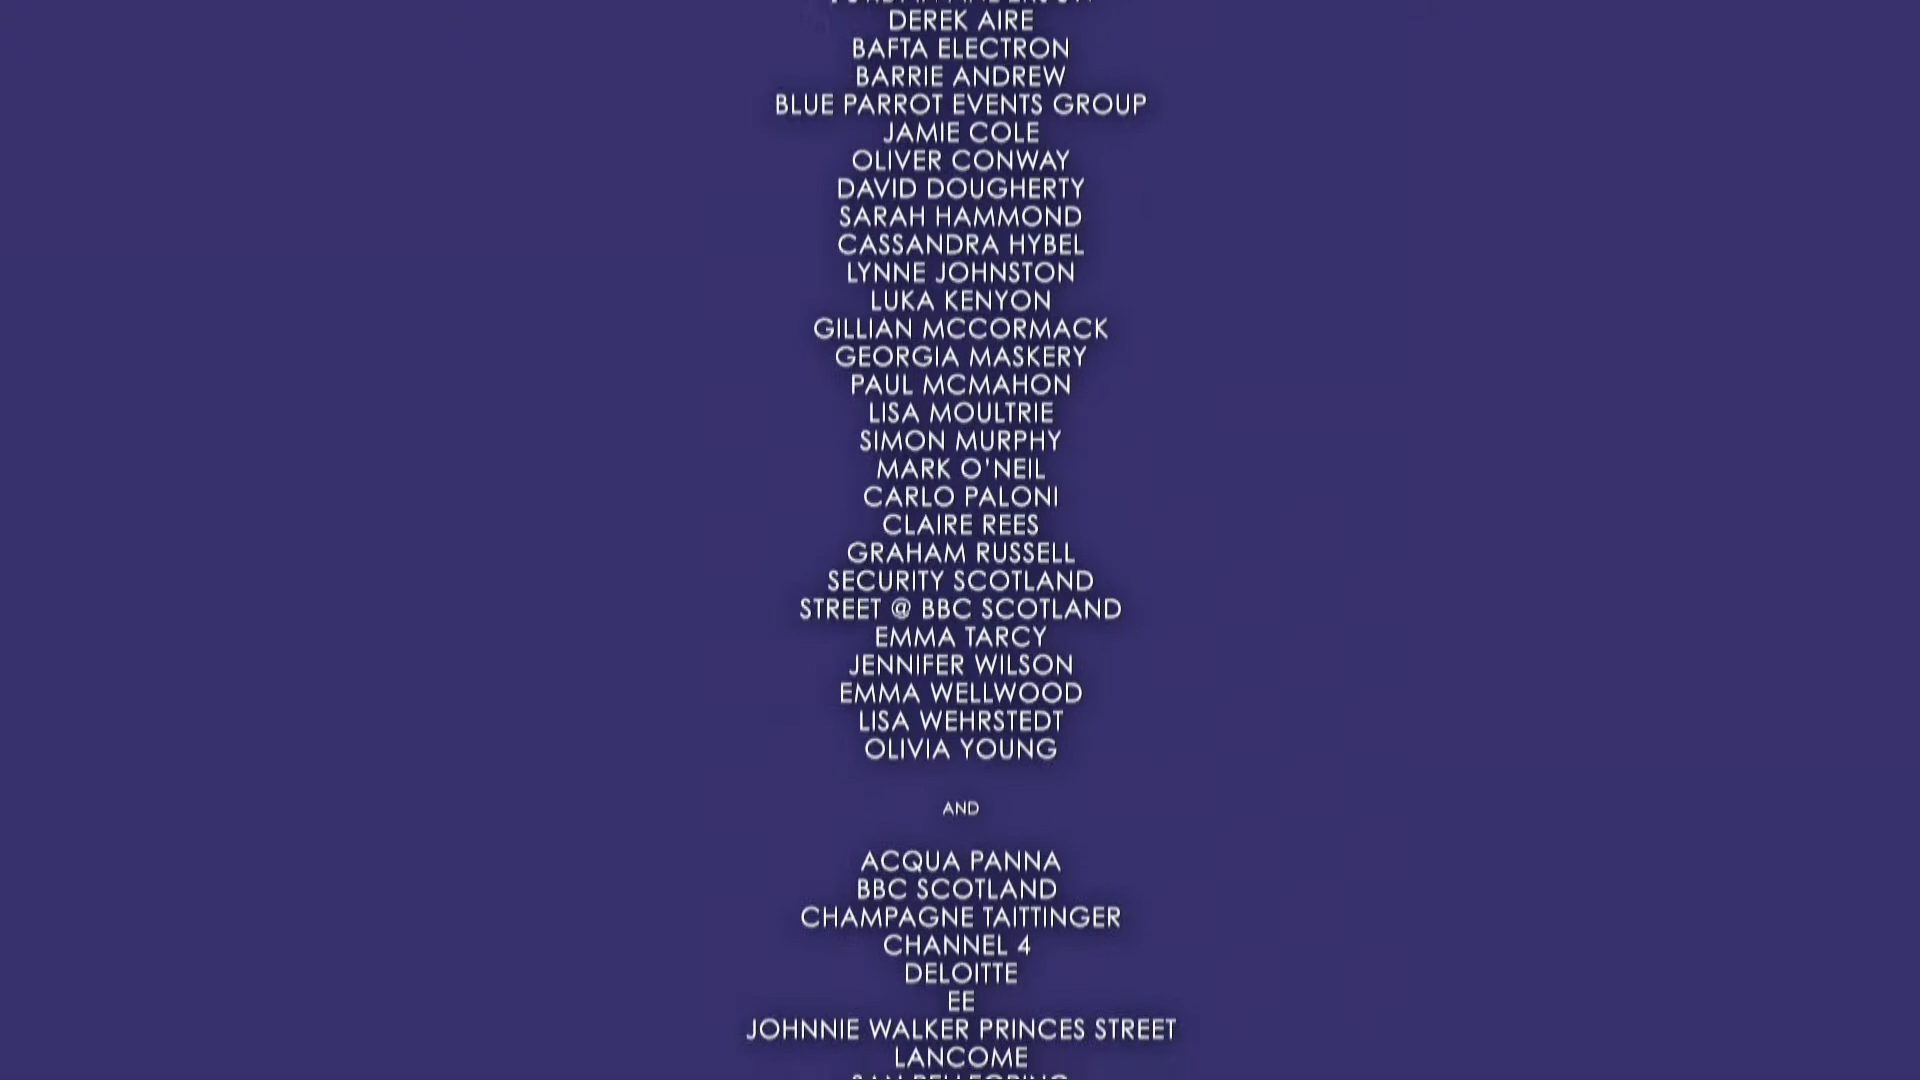 DEREK AIRE
BAFTA ELECTRON
BARRIE ANDREW
BLUE PARROT EVENTS GROUP
JAMIE COLE
OLIVER CONWAY
DAVID DOUGHERTY
SARAH HAMMOND
CASSANDRA HYBEL
LYNNE JOHNSTON
LUKA KENYON
GILLIAN MCCORMACK
GEORGIA MASKERY
PAUL MCMAHON
LISA MOULTRIE
SIMON MURPHY
MARK O'NEIL
CARLO PALONI
CLAIRE REES
GRAHAM RUSSELL
SECURITY SCOTLAND
STREET @ BBC SCOTLAND
EMMA TARCY
JENNIFER WILSON
EMMA WELLWOOD
LISA WEHRSTEDT
OLIVIA YOUNG
AND
ACQUA PANNA
BBC SCOTLAND
CHAMPAGNE TAITTINGER
CHANNEL 4
DELOITTE
EE
JOHNNIE WALKER PRINCES STREET
LANCOME